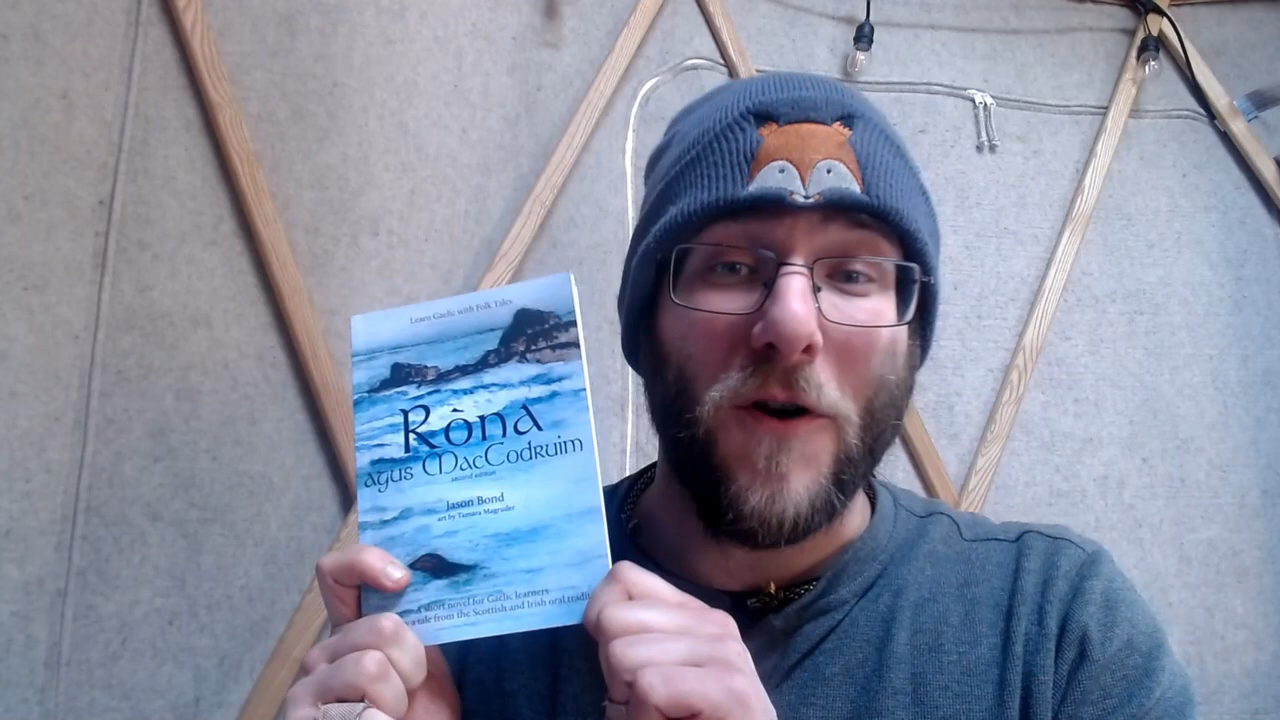 Learn Gaelic with Folk Tales
Ròna
agus MacCodruim
second edition
Jason Bond
art by Tamara Magruder
A short novel for Gaelic learners
a tale from the Scottish and Irish oral